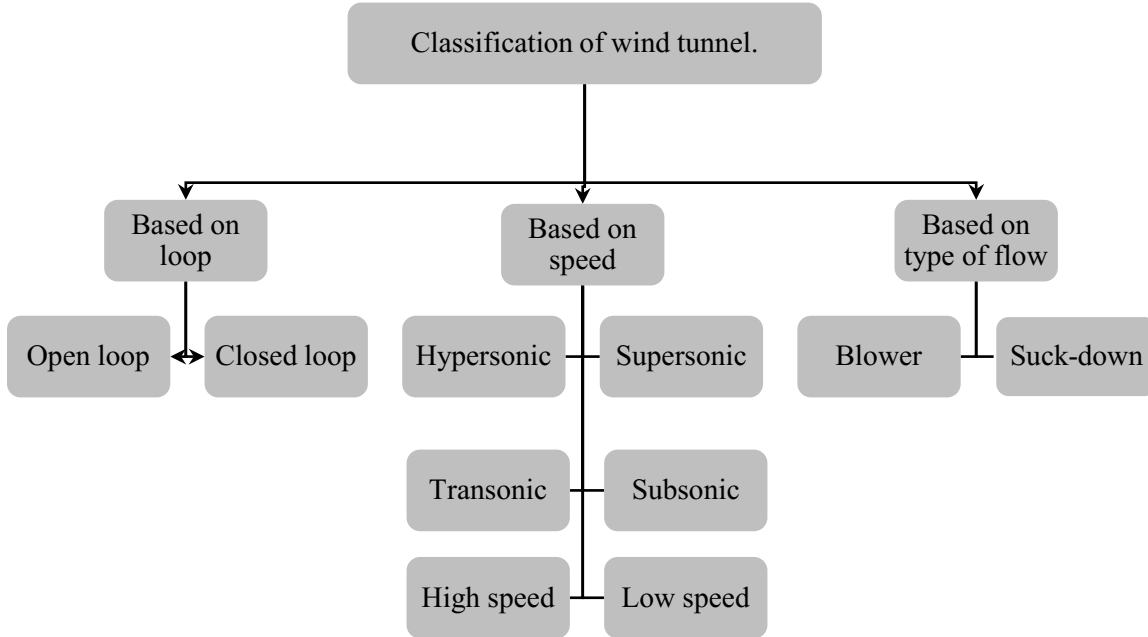 Classification of wind tunnel.
Based on
loop
Based on
speed
Based on
type of flow
Open loop
Closed loop
Hypersonic
Supersonic
Blower
Suck-down
Transonic
Subsonic
High speed
Low speed